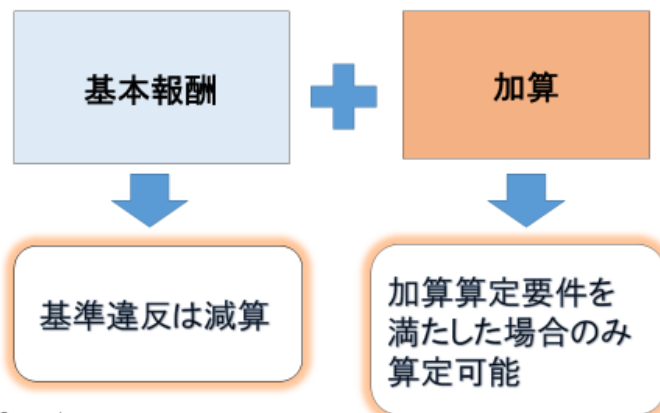 基本報酬
加算
基準違反は減算
加算算定要件を
満たした場合のみ
算定可能